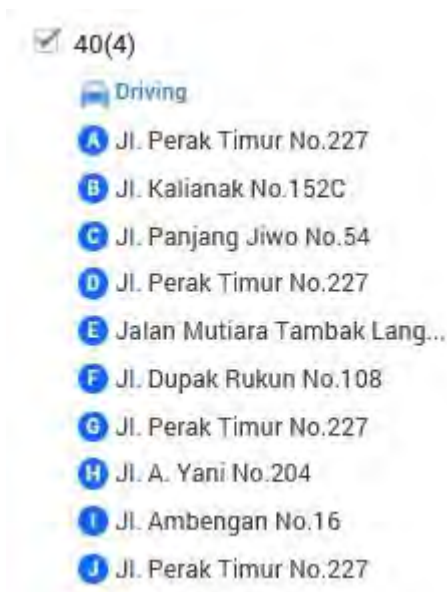 40(4)
Driving
A Jl. Perak Timur No.227
B Jl. Kalianak No.152C
C Jl. Panjang Jiwo No.54
D Jl. Perak Timur No.227
E Jalan Mutiara Tambak Lang...
F Jl. Dupak Rukun No.108
G Jl. Perak Timur No.227
H Jl. A. Yani No.204
I Jl. Ambengan No.16
J Jl. Perak Timur No.227